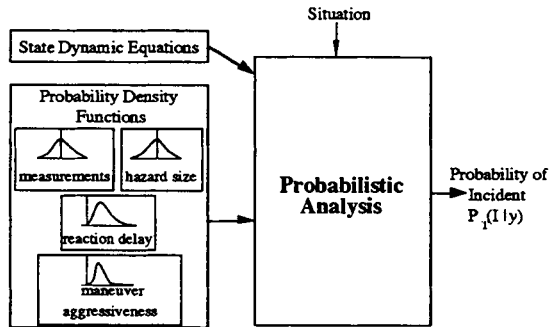 Situation
State Dynamic Equations
Probability Density
Functions
measurements
hazard size
reaction delay
maneuver
aggressiveness
Probabilistic
Analysis
Probability of
Incident
P_1(I|y)